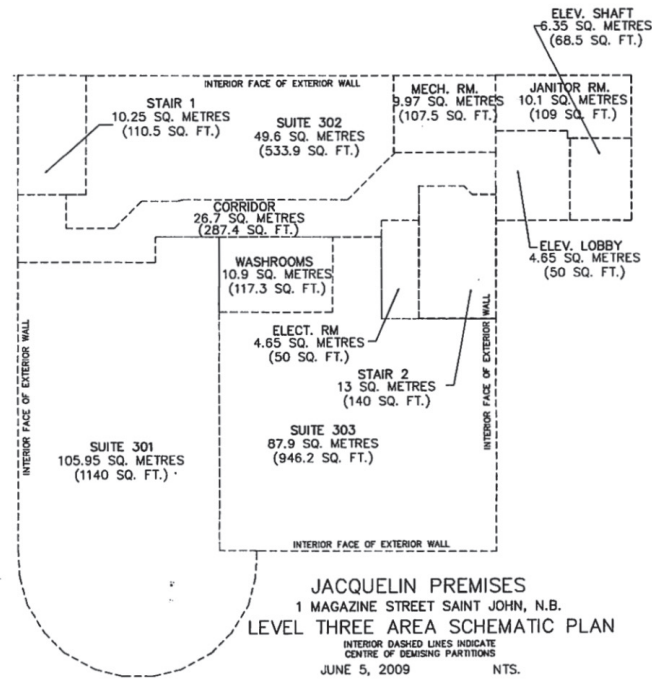 ELEV. SHAFT
6.35 SQ. METRES
(68.5 SQ. FT.)
INTERIOR FACE OF EXTERIOR WALL
MECH. RM.
9.97 SQ. METRES
(107.5 SQ. FT.)
JANITOR RM.
10.1 SQ. METRES
(109 SQ. FT.)
STAIR 1
10.25 SQ. METRES
(110.5 SQ. FT.)
SUITE 302
49.6 SQ. METRES
(533.9 SQ. FT.)
CORRIDOR
26.7 SQ. METRES
(287.4 SQ. FT.)
ELEV. LOBBY
4.65 SQ. METRES
(50 SQ. FT.)
WASHROOMS
10.9 SQ. METRES
(117.3 SQ. FT.)
ELECT. RM
4.65 SQ. METRES
(50 SQ. FT.)
STAIR 2
13 SQ. METRES
(140 SQ. FT.)
INTERIOR FACE OF EXTERIOR WALL
INTERIOR FACE OF EXTERIOR WALL
SUITE 301
105.95 SQ. METRES
(1140 SQ. FT.)
SUITE 303
87.9 SQ. METRES
(946.2 SQ. FT.)
INTERIOR FACE OF EXTERIOR WALL
JACQUELIN PREMISES
1 MAGAZINE STREET SAINT JOHN, N.B.
LEVEL THREE AREA SCHEMATIC PLAN
INTERIOR DASHED LINES INDICATE
CENTRE OF DEMISING PARTITIONS
JUNE 5, 2009 NTS.